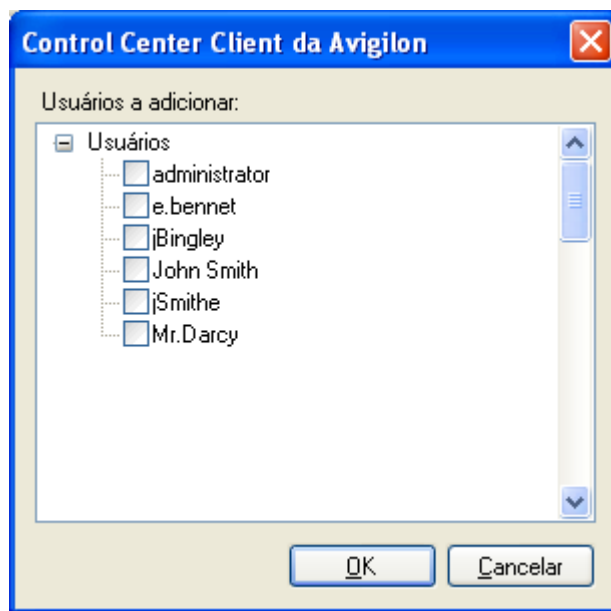 Control Center Client da Avigilon
Usuários a adicionar:
Usuários
administrator
e.bennet
jBingley
John Smith
jSmithe
Mr.Darcy
OK
Cancelar